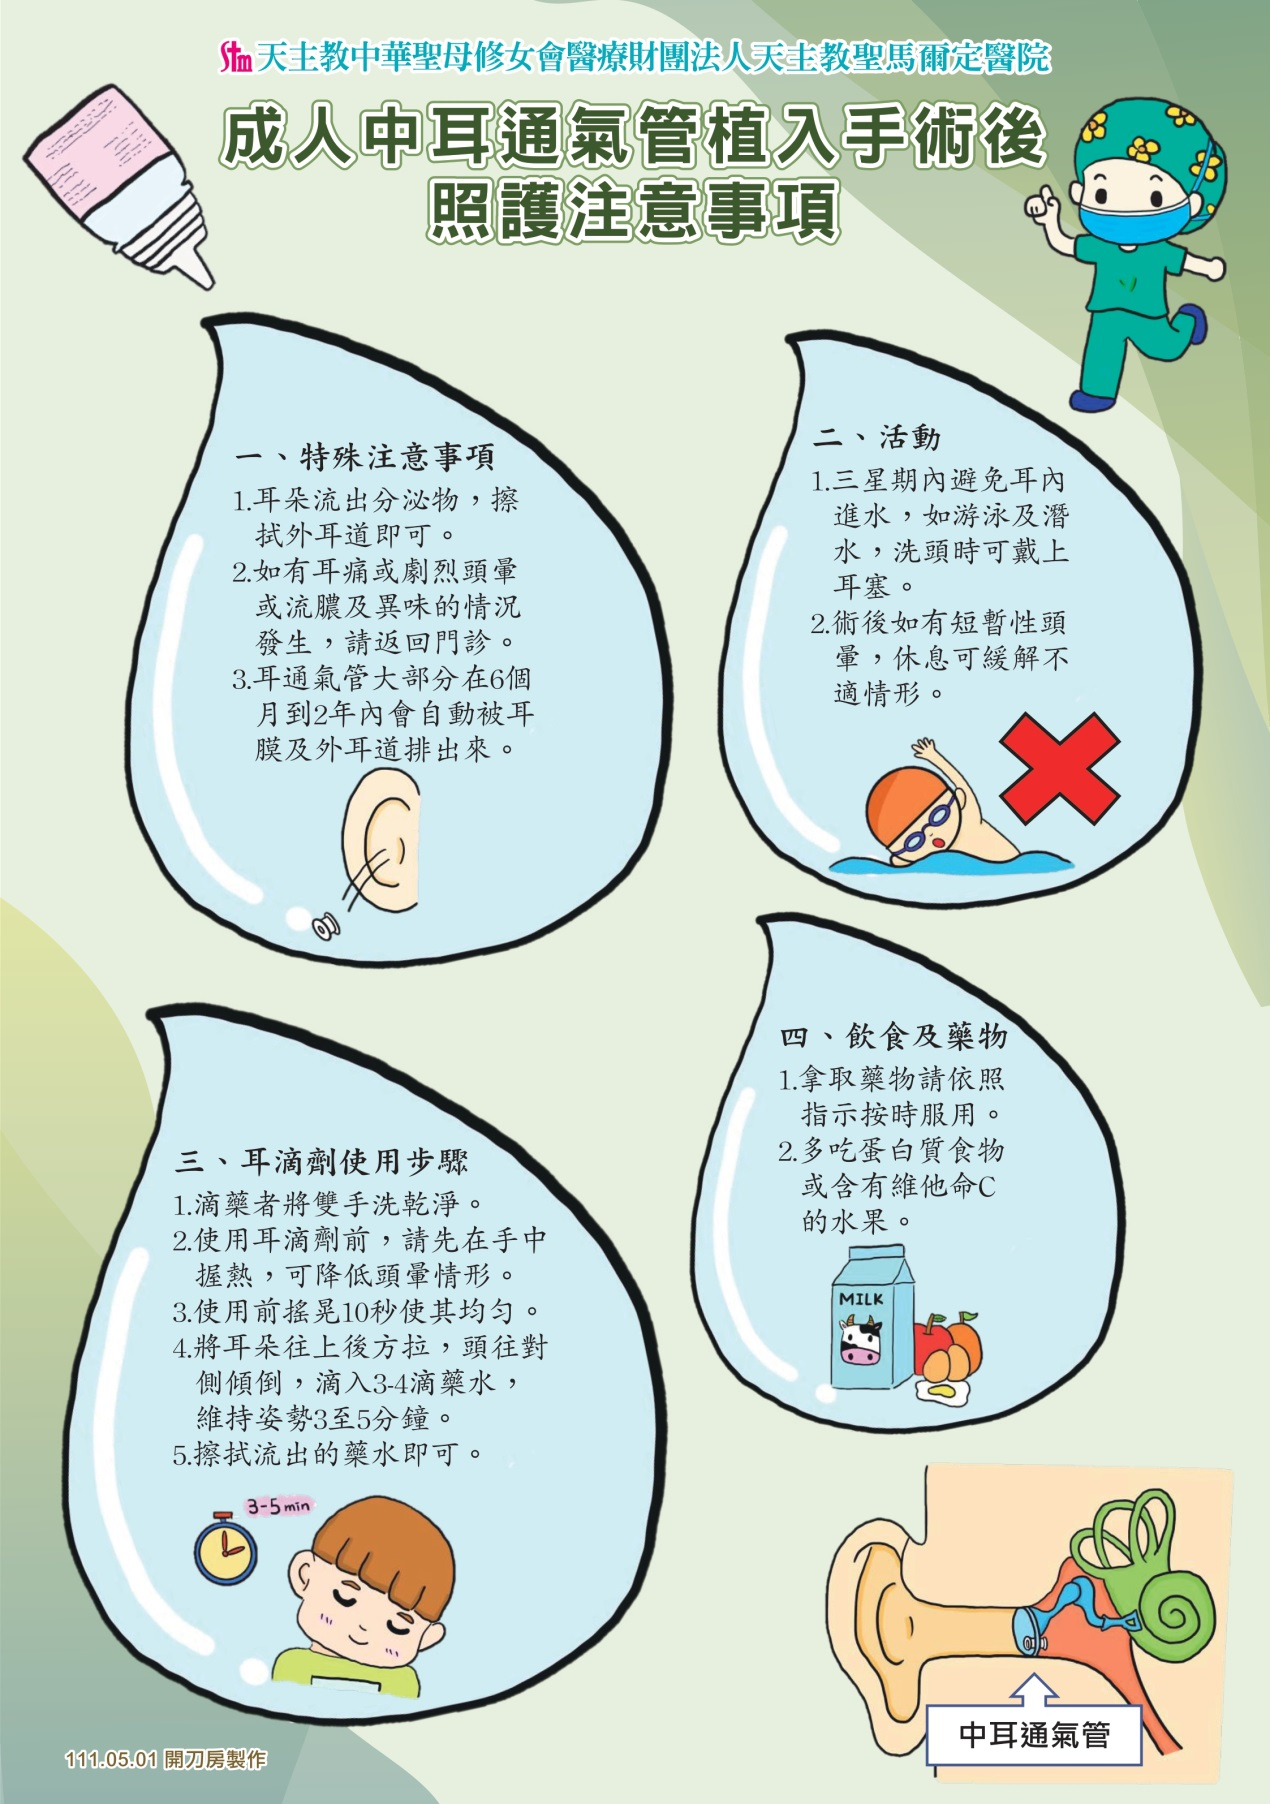 Stm 天主教中華聖母修女會醫療財團法人天主教聖馬爾定醫院
成人中耳通氣管植入手術後
照護注意事項
一、特殊注意事項
1.耳朵流出分泌物，擦
拭外耳道即可。
2.如有耳痛或劇烈頭暈
或流膿及異味的情況
發生，請返回門診。
3.耳通氣管大部分在6個
月到2年內會自動被耳
膜及外耳道排出來。
二、活動
1.三星期內避免耳內
進水，如游泳及潛
水，洗頭時可戴上
耳塞。
2.術後如有短暫性頭
暈，休息可緩解不
適情形。
三、耳滴劑使用步驟
1.滴藥者將雙手洗乾淨。
2.使用耳滴劑前，請先在手中
握熱，可降低頭暈情形。
3.使用前搖晃10秒使其均勻。
4.將耳朵往上後方拉，頭往對
側傾倒，滴入3-4滴藥水，
維持姿勢3至5分鐘。
5.擦拭流出的藥水即可。
3-5min
四、飲食及藥物
1.拿取藥物請依照
指示按時服用。
2.多吃蛋白質食物
或含有維他命C
的水果。
MILK
中耳通氣管
111.05.01 開刀房製作